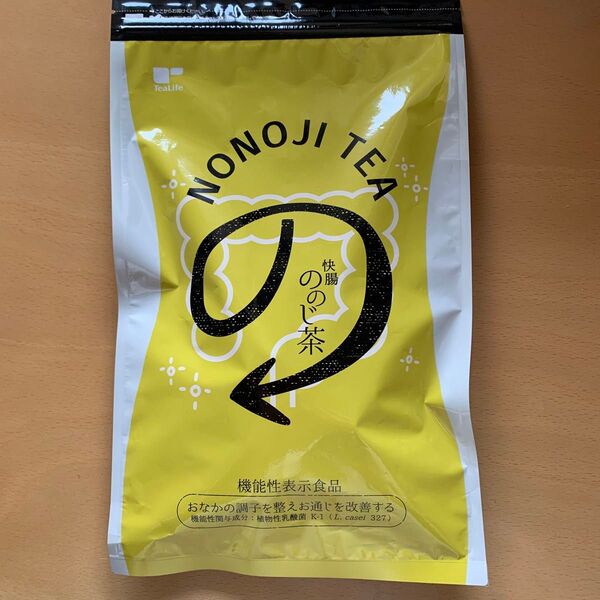 TeaLife
NONOJI TEA
の
快腸
ののじ茶
機能性表示食品
おなかの調子を整えお通じを改善する
機能性関与成分:植物性乳酸菌 K-1 (L. casei 327)